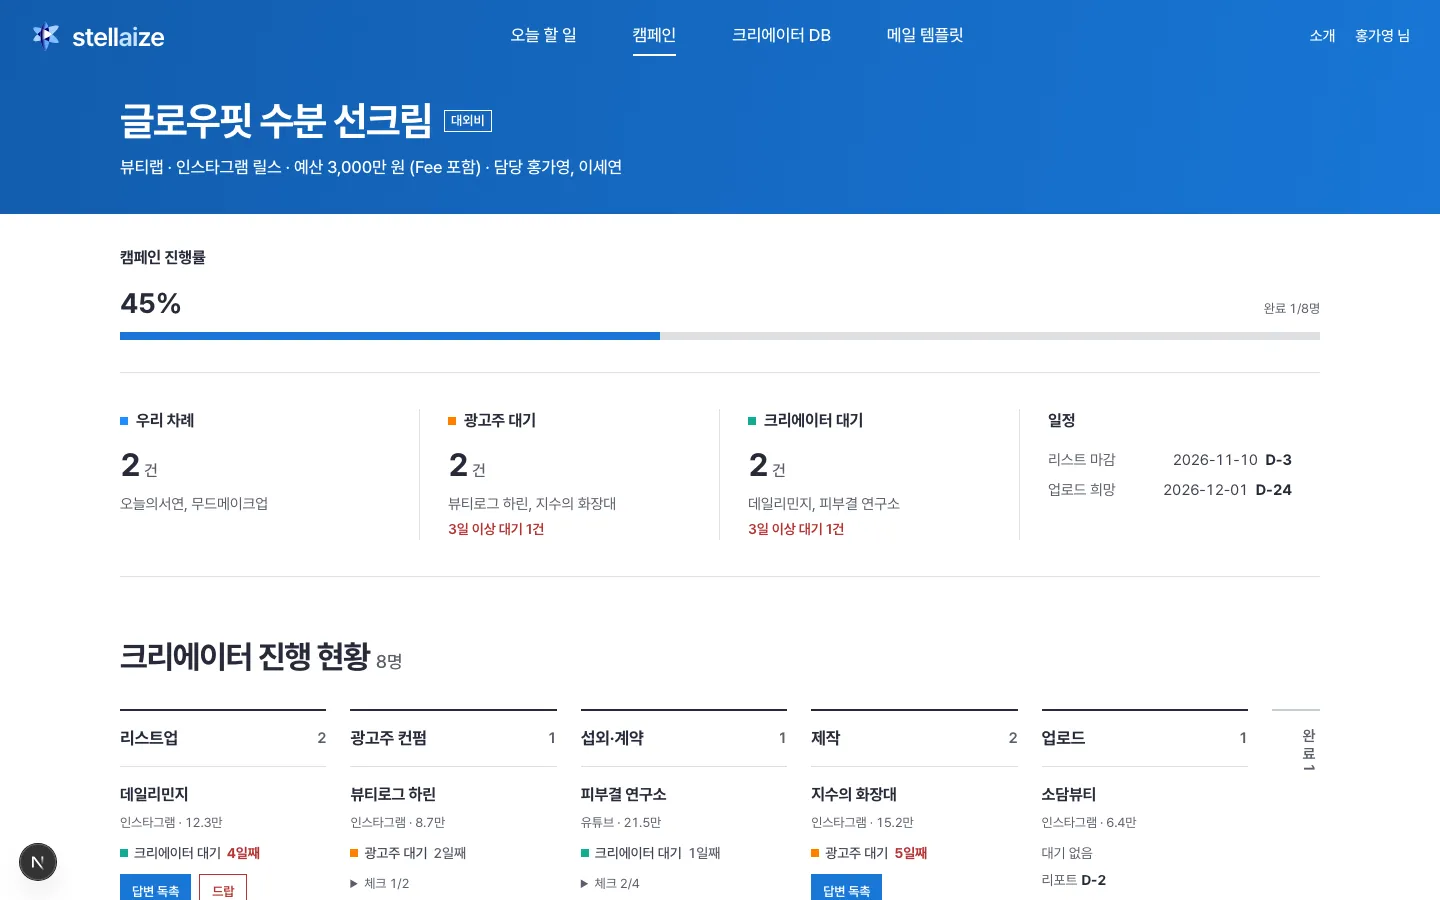 stellaize
오늘 할 일
캠페인
크리에이터 DB
메일 템플릿
소개
홍가영 님
글로우핏 수분 선크림
대외비
뷰티랩 · 인스타그램 릴스 · 예산 3,000만 원 (Fee 포함) · 담당 홍가영, 이세연
캠페인 진행률
45%
완료 1/8명
우리 차례
2 건
오늘의서연, 무드메이크업
광고주 대기
2 건
뷰티로그 하린, 지수의 화장대
3일 이상 대기 1건
크리에이터 대기
2 건
데일리민지, 피부결 연구소
3일 이상 대기 1건
일정
리스트 마감 2026-11-10 D-3
업로드 희망 2026-12-01 D-24
크리에이터 진행 현황 8명
리스트업 2
데일리민지
인스타그램 · 12.3만
크리에이터 대기 4일째
답변 독촉
드랍
광고주 컨펌 1
뷰티로그 하린
인스타그램 · 8.7만
광고주 대기 2일째
▶ 체크 1/2
섭외·계약 1
피부결 연구소
유튜브 · 21.5만
크리에이터 대기 1일째
▶ 체크 2/4
제작 2
지수의 화장대
인스타그램 · 15.2만
광고주 대기 5일째
답변 독촉
업로드 1
소담뷰티
인스타그램 · 6.4만
대기 없음
리포트 D-2
완료 1
N